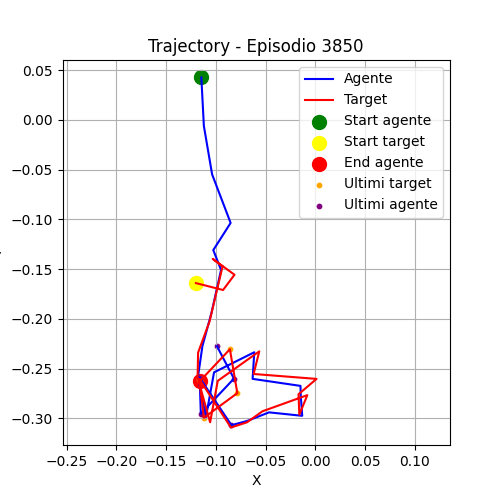 Trajectory - Episodio 3850
Agente
Target
Start agente
Start target
End agente
Ultimi target
Ultimi agente
0.05
0.00
−0.05
−0.10
−0.15
−0.20
−0.25
−0.30
−0.25
−0.20
−0.15
−0.10
−0.05
0.00
0.05
0.10
X